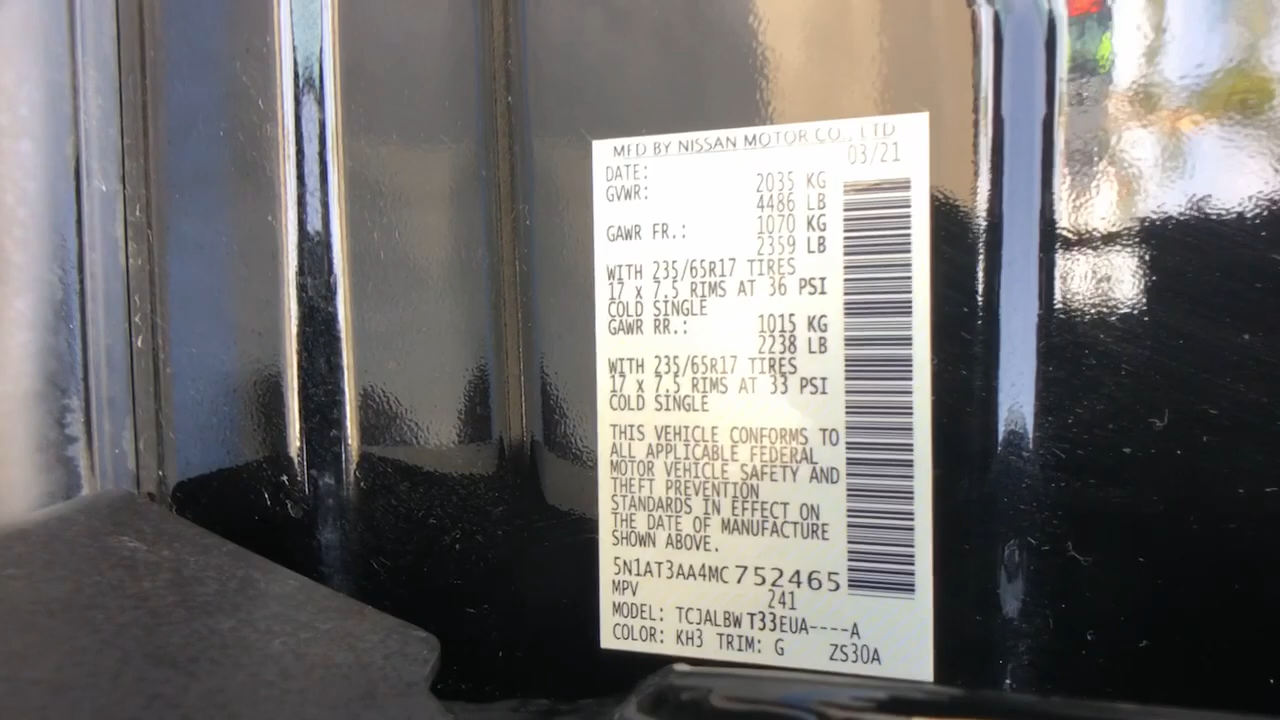 MFD BY NISSAN MOTOR CO., LTD
DATE: 03/21
GVWR: 2035 KG
4486 LB
GAWR FR.: 1070 KG
2359 LB
WITH 235/65R17 TIRES
17 x 7.5 RIMS AT 36 PSI
COLD SINGLE
GAWR RR.: 1015 KG
2238 LB
WITH 235/65R17 TIRES
17 x 7.5 RIMS AT 33 PSI
COLD SINGLE
THIS VEHICLE CONFORMS TO
ALL APPLICABLE FEDERAL
MOTOR VEHICLE SAFETY AND
THEFT PREVENTION
STANDARDS IN EFFECT ON
THE DATE OF MANUFACTURE
SHOWN ABOVE.
5N1AT3AA4MC752465
MPV 241
MODEL: TCJALBWT33EUA----A
COLOR: KH3 TRIM: G ZS30A